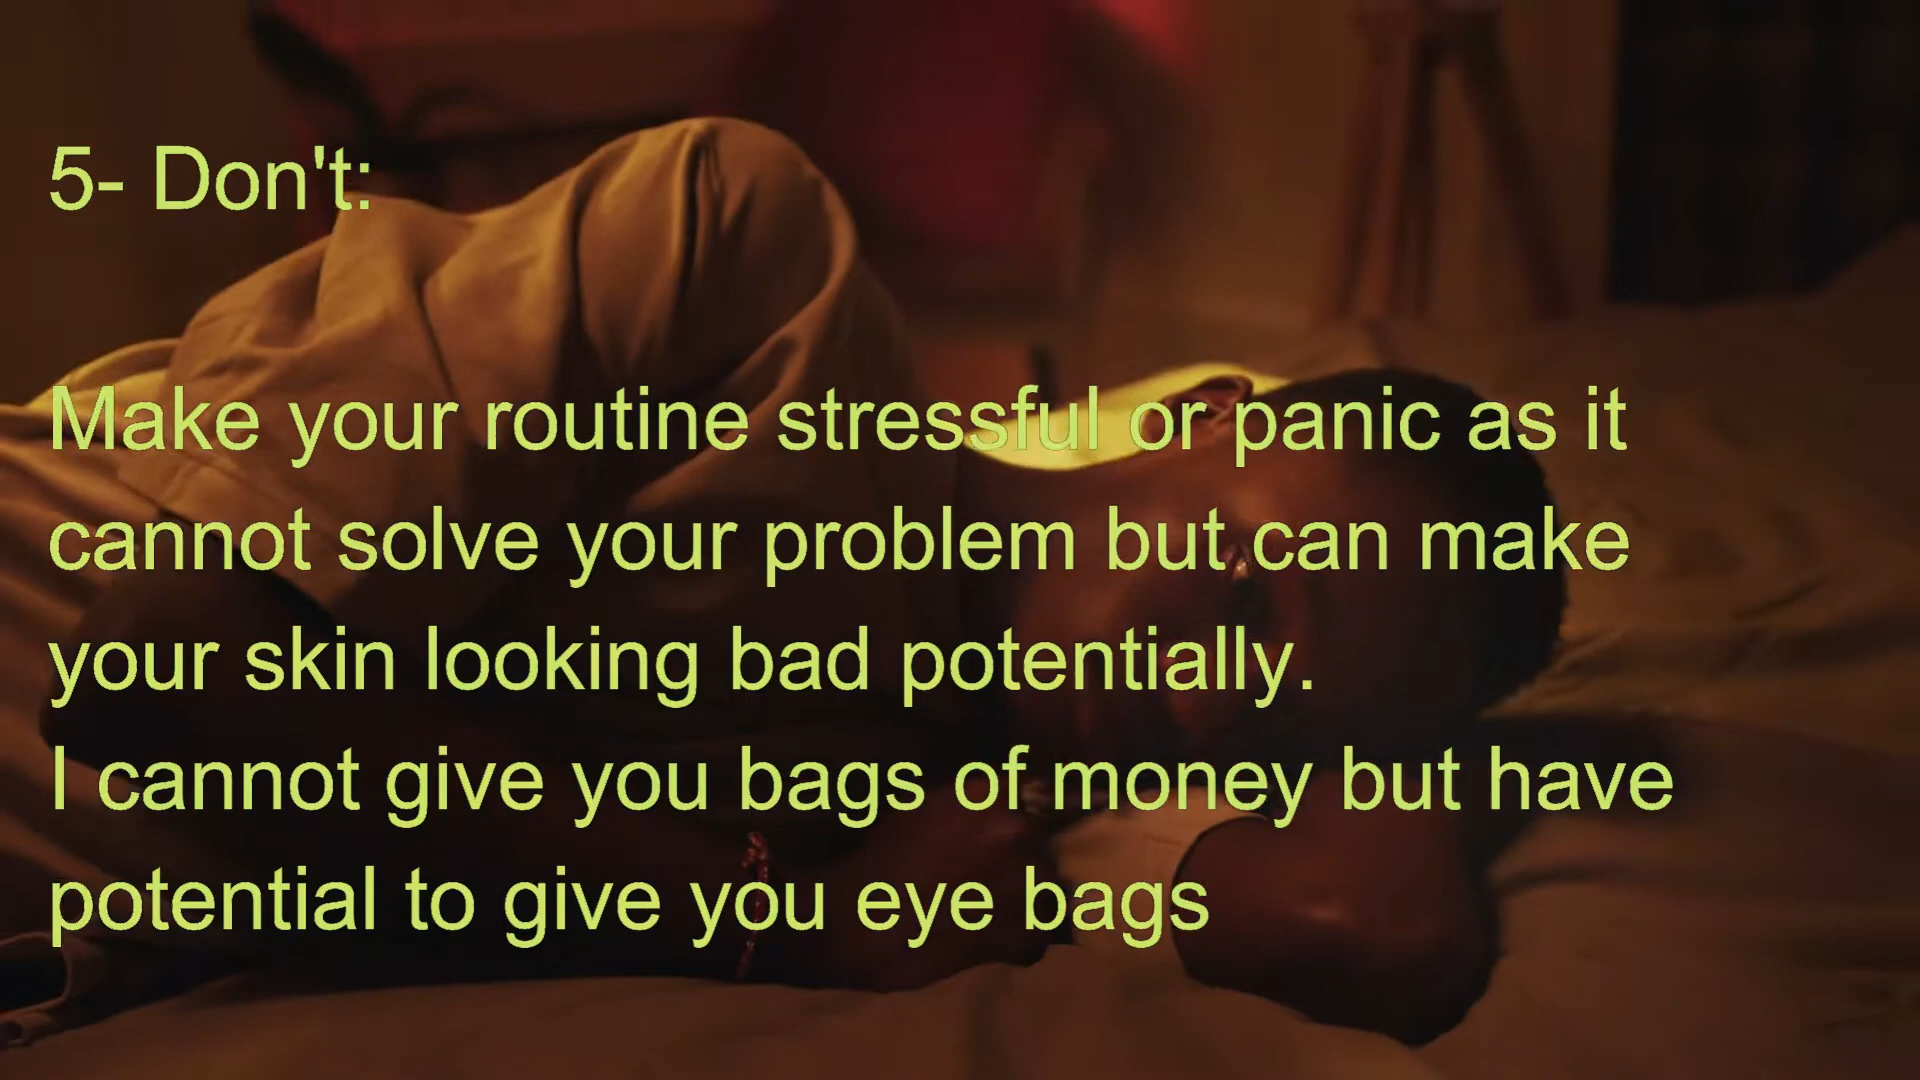 5- Don't:
Make your routine stressful or panic as it
cannot solve your problem but can make
your skin looking bad potentially.
I cannot give you bags of money but have
potential to give you eye bags